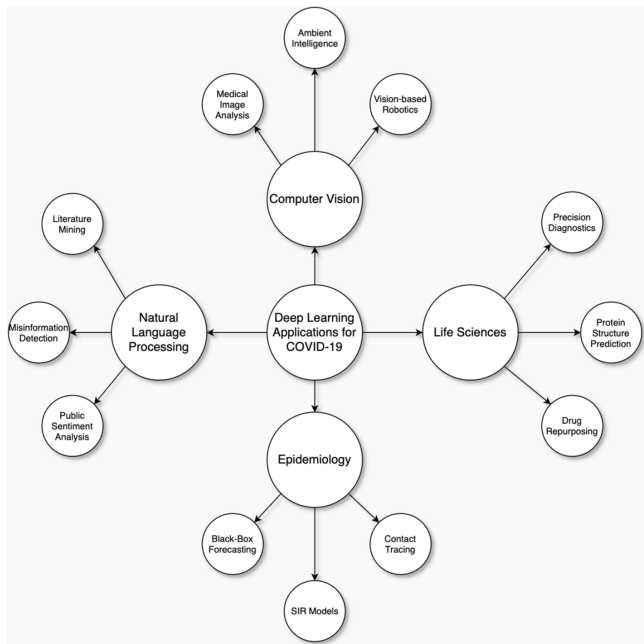 Ambient
Intelligence
Medical
Image
Analysis
Vision-based
Robotics
Computer Vision
Literature
Mining
Precision
Diagnostics
Misinformation
Detection
Natural
Language
Processing
Deep Learning
Applications for
COVID-19
Life Sciences
Protein
Structure
Prediction
Public
Sentiment
Analysis
Drug
Repurposing
Epidemiology
Black-Box
Forecasting
Contact
Tracing
SIR Models